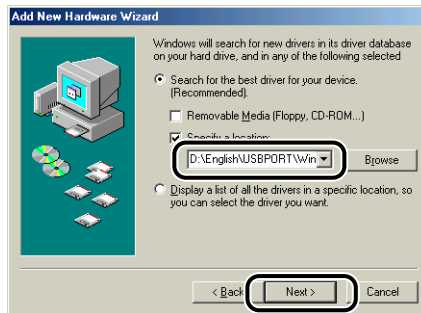 Add New Hardware Wizard
Windows will search for new drivers in its driver database
on your hard drive, and in any of the following selected
Search for the best driver for your device.
(Recommended).
Removable Media (Floppy, CD-ROM...)
Specify a location:
D:\English\USBPORT\Win
Browse
Display a list of all the drivers in a specific location, so
you can select the driver you want.
< Back
Next >
Cancel